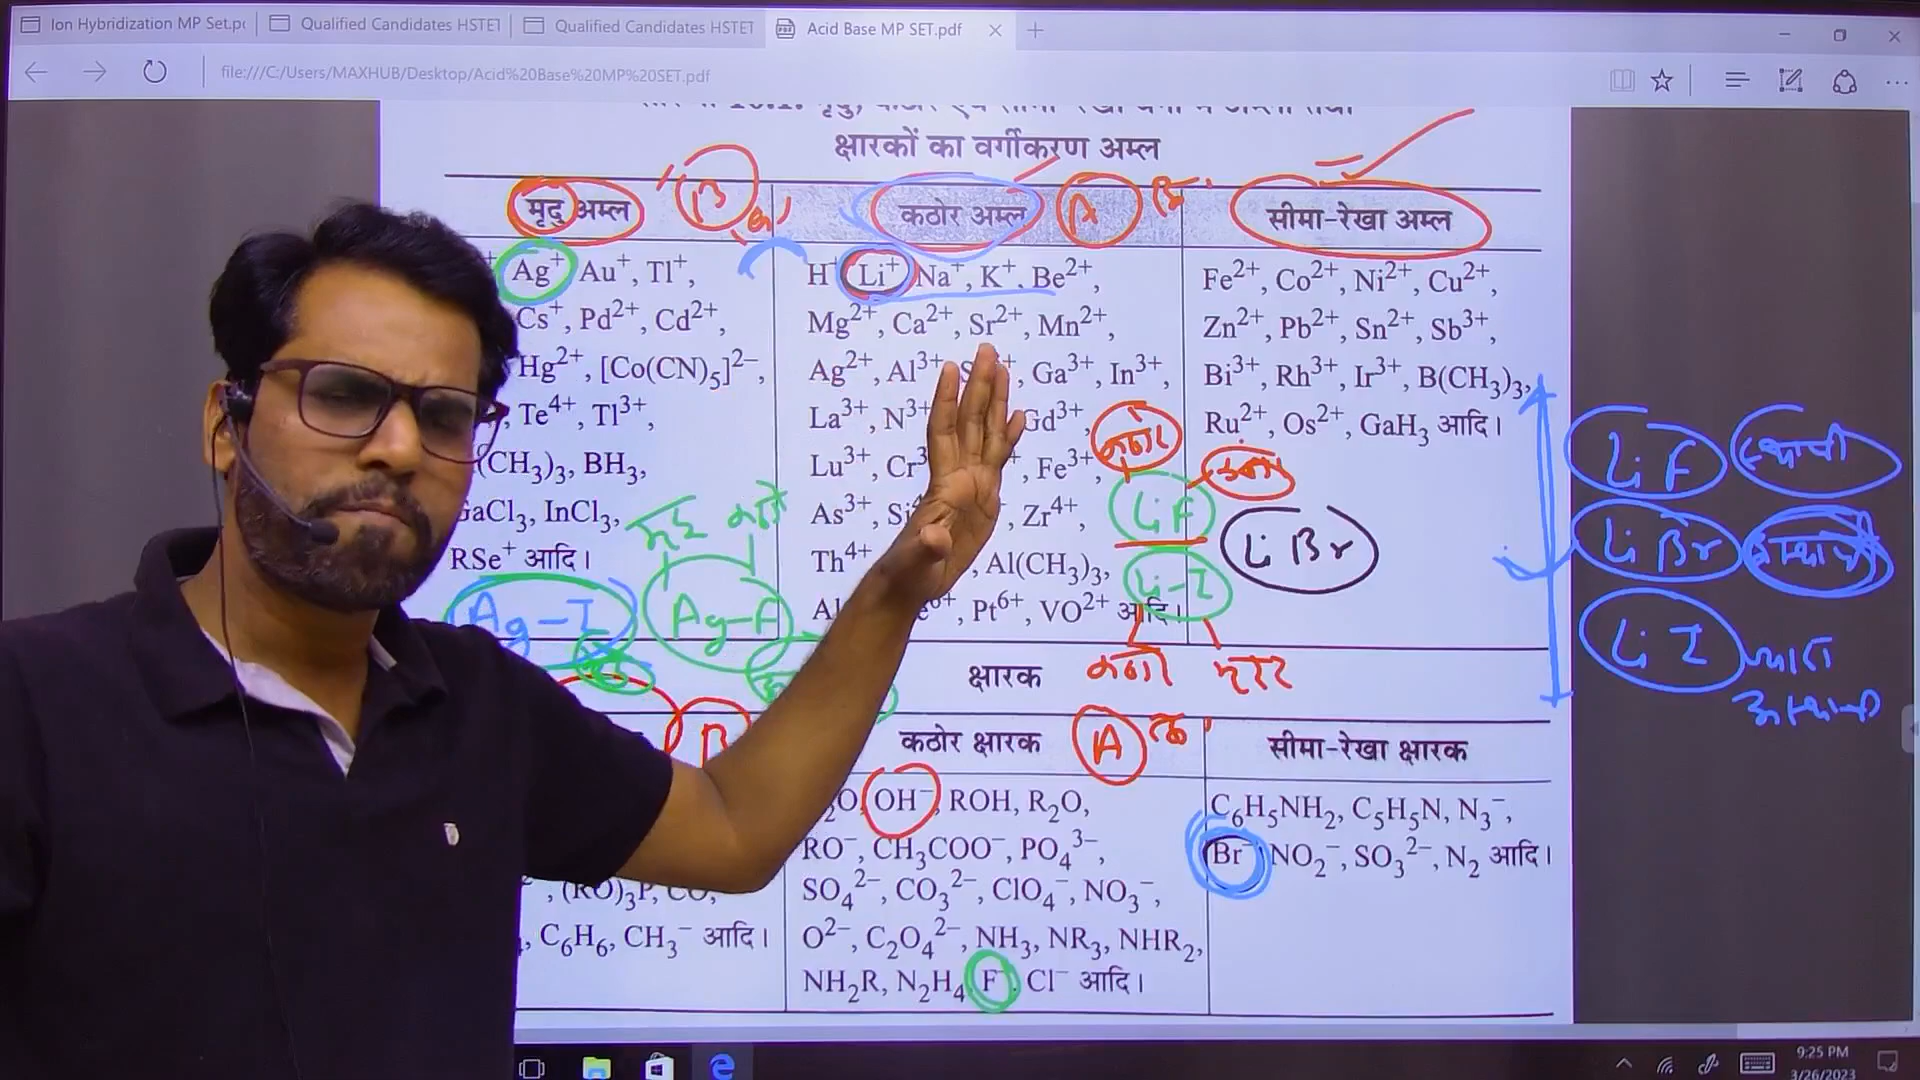 Ion Hybridization MP Set.pd
Qualified Candidates HSTET
Qualified Candidates HSTET
Acid Base MP SET.pdf
file:///C:/Users/MAXHUB/Desktop/Acid%20Base%20MP%20SET.pdf
क्षारकों का वर्गीकरण अम्ल
मृदु अम्ल
B
कठोर अम्ल
A
सीमा-रेखा अम्ल
Ag⁺ Au⁺, Tl⁺,
Cs⁺, Pd²⁺, Cd²⁺,
Hg²⁺, [Co(CN)₅]²⁻,
, Te⁴⁺, Tl³⁺,
(CH₃)₃, BH₃,
GaCl₃, InCl₃,
RSe⁺ आदि।
H⁺ Li⁺ Na⁺, K⁺, Be²⁺,
Mg²⁺, Ca²⁺, Sr²⁺, Mn²⁺,
Ag²⁺, Al³⁺, Ga³⁺, In³⁺,
La³⁺, N³⁺ Gd³⁺,
Lu³⁺, Cr³ , Fe³⁺,
As³⁺, Si , Zr⁴⁺,
Th⁴⁺ , Al(CH₃)₃,
Al , Pt⁶⁺, VO²⁺ आदि।
Fe²⁺, Co²⁺, Ni²⁺, Cu²⁺,
Zn²⁺, Pb²⁺, Sn²⁺, Sb³⁺,
Bi³⁺, Rh³⁺, Ir³⁺, B(CH₃)₃,
Ru²⁺, Os²⁺, GaH₃ आदि।
कठोर
Li F
Li Br
Li-I
Ag-I
Ag-F
Li F स्थायी
Li Br
Li I
क्षारक
B
कठोर क्षारक
A
सीमा-रेखा क्षारक
, (RO)₃P, CO,
, C₆H₆, CH₃⁻ आदि।
₂O, OH⁻, ROH, R₂O,
RO⁻, CH₃COO⁻, PO₄³⁻,
SO₄²⁻, CO₃²⁻, ClO₄⁻, NO₃⁻,
O²⁻, C₂O₄²⁻, NH₃, NR₃, NHR₂,
NH₂R, N₂H₄ F⁻, Cl⁻ आदि।
C₆H₅NH₂, C₅H₅N, N₃⁻,
Br⁻ NO₂⁻, SO₃²⁻, N₂ आदि।
9:25 PM
3/26/2023